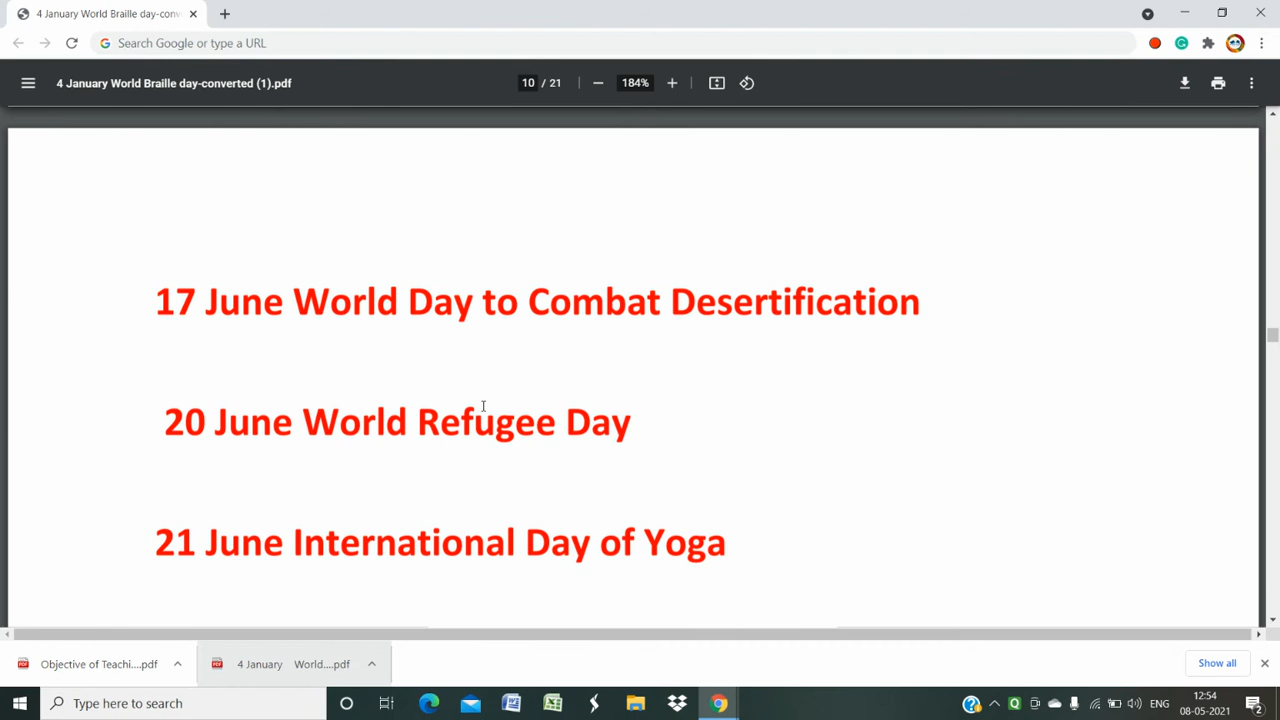 4 January World Braille day-conv
Search Google or type a URL
4 January World Braille day-converted (1).pdf
10 / 21
184%
17 June World Day to Combat Desertification
20 June World Refugee Day
21 June International Day of Yoga
Objective of Teachi....pdf
4 January World....pdf
Show all
Type here to search
ENG
12:54
08-05-2021
2